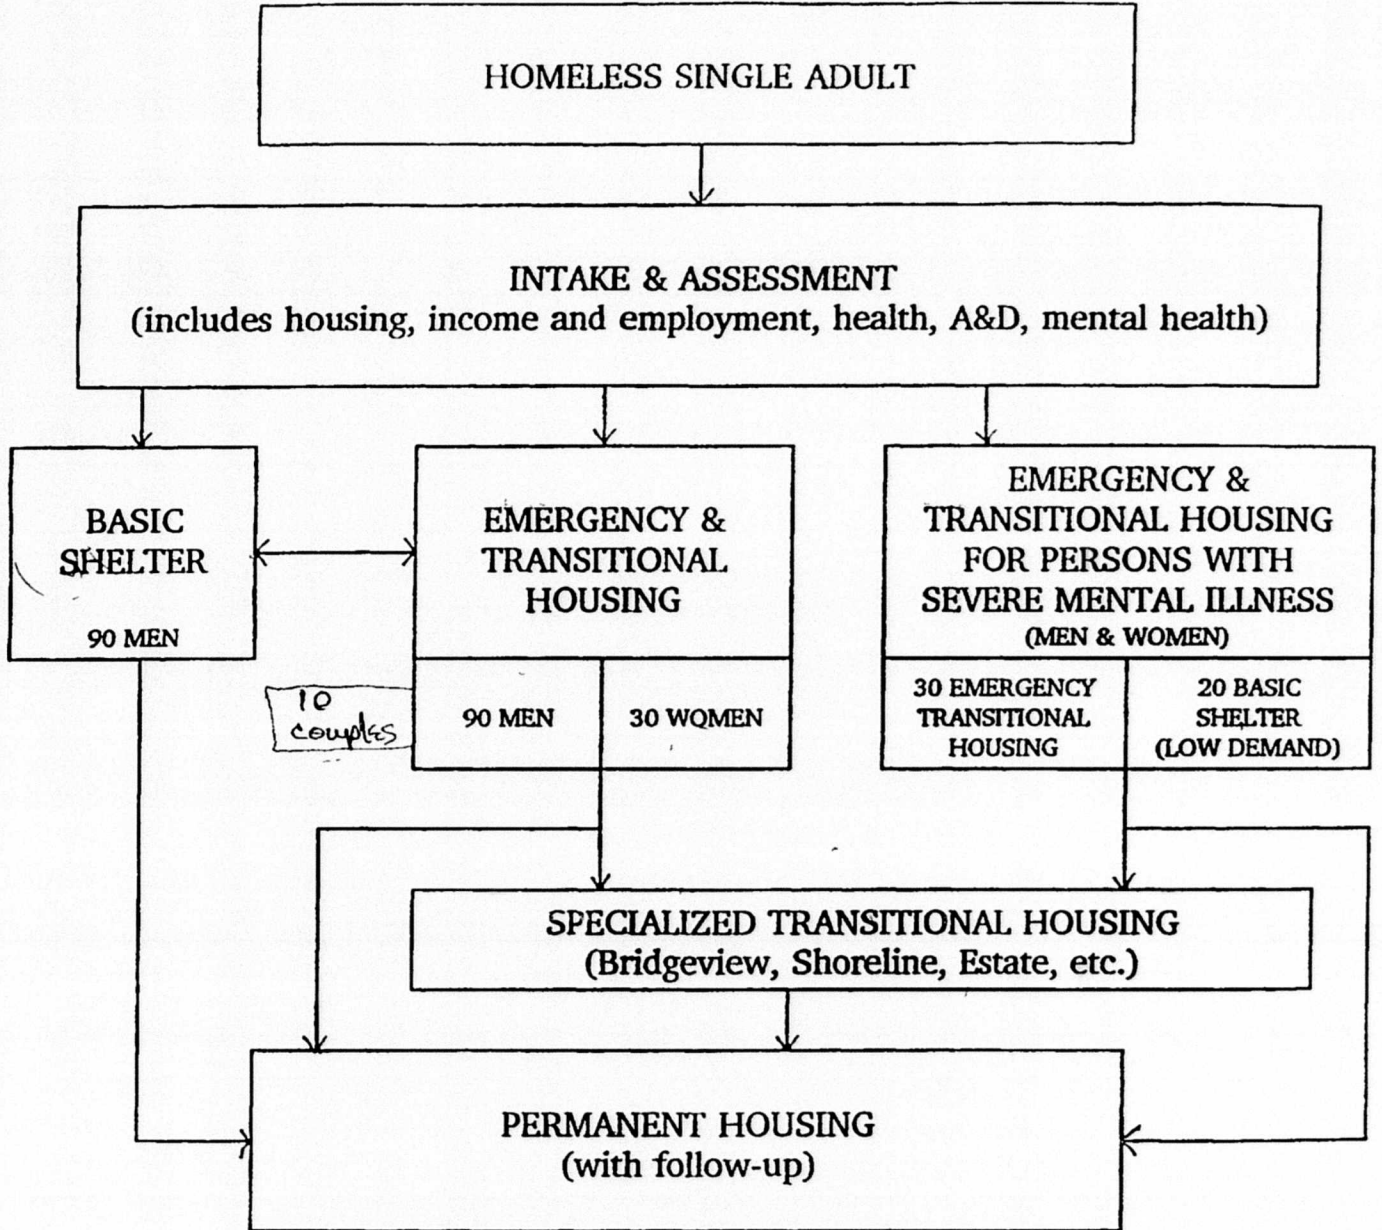 HOMELESS SINGLE ADULT
INTAKE & ASSESSMENT
(includes housing, income and employment, health, A&D, mental health)
BASIC
SHELTER
90 MEN
EMERGENCY &
TRANSITIONAL
HOUSING
90 MEN
30 WOMEN
10
couples
EMERGENCY &
TRANSITIONAL HOUSING
FOR PERSONS WITH
SEVERE MENTAL ILLNESS
(MEN & WOMEN)
30 EMERGENCY
TRANSITIONAL
HOUSING
20 BASIC
SHELTER
(LOW DEMAND)
SPECIALIZED TRANSITIONAL HOUSING
(Bridgeview, Shoreline, Estate, etc.)
PERMANENT HOUSING
(with follow-up)